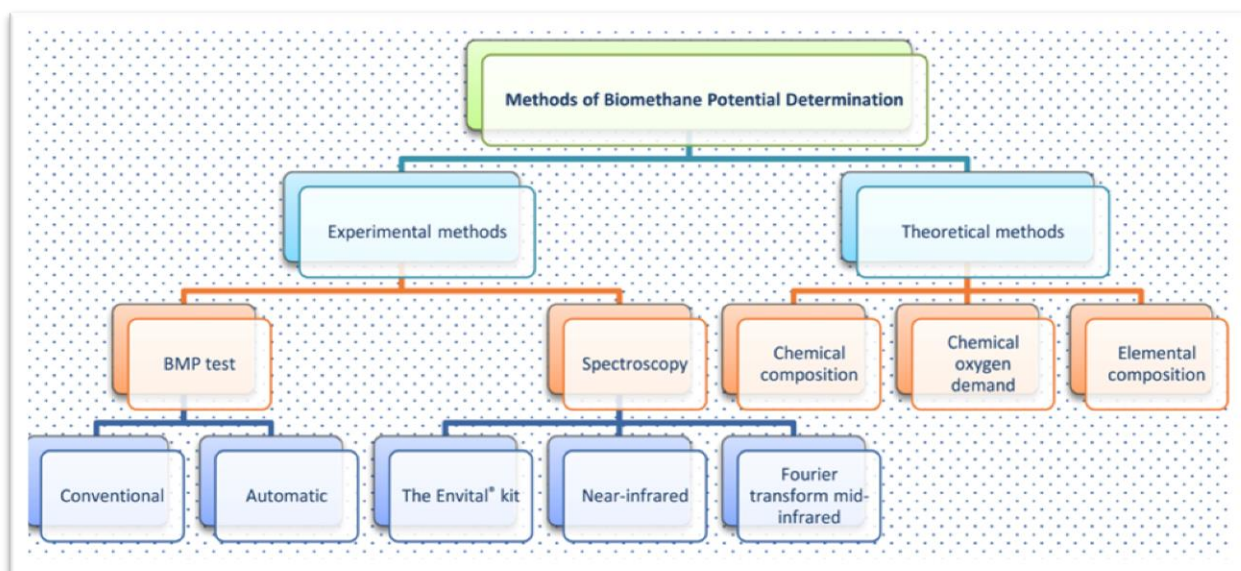 Methods of Biomethane Potential Determination
Experimental methods
Theoretical methods
BMP test
Spectroscopy
Chemical
composition
Chemical
oxygen
demand
Elemental
composition
Conventional
Automatic
The Envital® kit
Near-infrared
Fourier
transform mid-
infrared